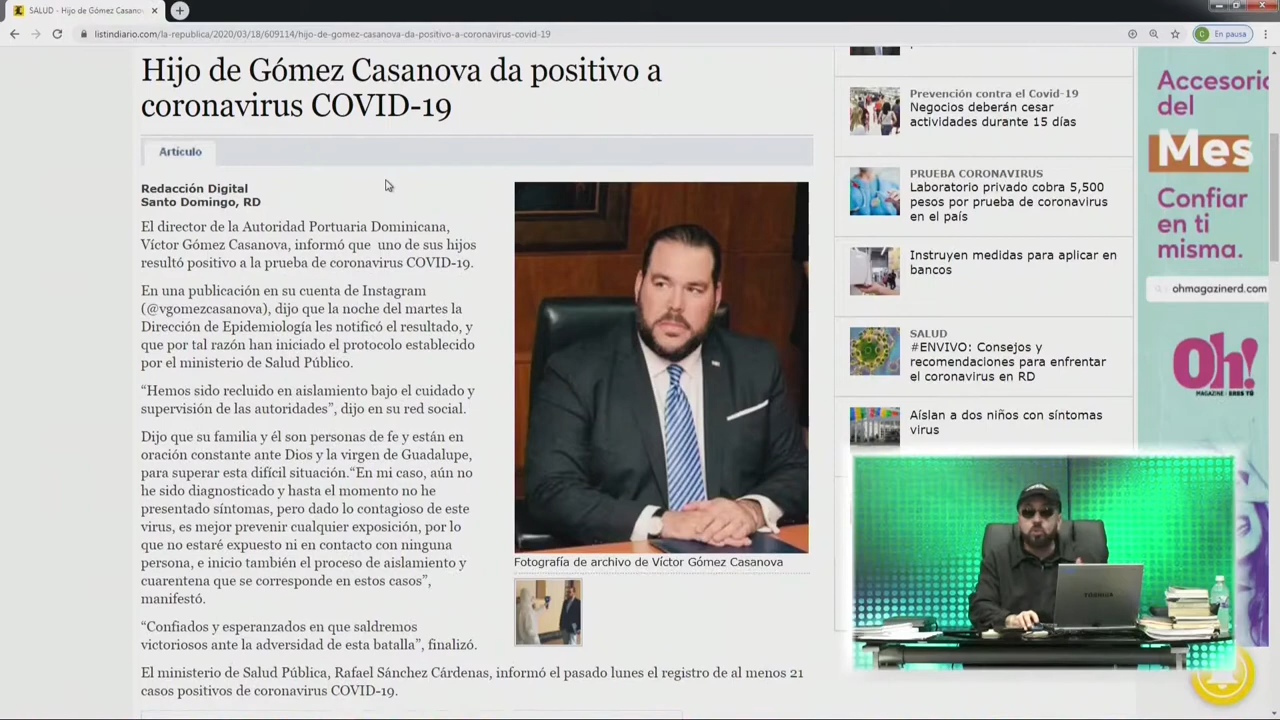 SALUD - Hijo de Gómez Casanov
listindiario.com/la-republica/2020/03/18/609114/hijo-de-gomez-casanova-da-positivo-a-coronavirus-covid-19
C
En pausa
Hijo de Gómez Casanova da positivo a
coronavirus COVID-19
Artículo
Redacción Digital
Santo Domingo, RD
El director de la Autoridad Portuaria Dominicana,
Víctor Gómez Casanova, informó que uno de sus hijos
resultó positivo a la prueba de coronavirus COVID-19.
En una publicación en su cuenta de Instagram
(@vgomezcasanova), dijo que la noche del martes la
Dirección de Epidemiología les notificó el resultado, y
que por tal razón han iniciado el protocolo establecido
por el ministerio de Salud Público.
“Hemos sido recluido en aislamiento bajo el cuidado y
supervisión de las autoridades”, dijo en su red social.
Dijo que su familia y él son personas de fe y están en
oración constante ante Dios y la virgen de Guadalupe,
para superar esta difícil situación.“En mi caso, aún no
he sido diagnosticado y hasta el momento no he
presentado síntomas, pero dado lo contagioso de este
virus, es mejor prevenir cualquier exposición, por lo
que no estaré expuesto ni en contacto con ninguna
persona, e inicio también el proceso de aislamiento y
cuarentena que se corresponde en estos casos”,
manifestó.
“Confiados y esperanzados en que saldremos
victoriosos ante la adversidad de esta batalla”, finalizó.
El ministerio de Salud Pública, Rafael Sánchez Cárdenas, informó el pasado lunes el registro de al menos 21
casos positivos de coronavirus COVID-19.
Fotografía de archivo de Víctor Gómez Casanova
Prevención contra el Covid-19
Negocios deberán cesar
actividades durante 15 días
PRUEBA CORONAVIRUS
Laboratorio privado cobra 5,500
pesos por prueba de coronavirus
en el país
Instruyen medidas para aplicar en
bancos
SALUD
#ENVIVO: Consejos y
recomendaciones para enfrentar
el coronavirus en RD
Aíslan a dos niños con síntomas
virus
Accesorio
del
Mes
Confiar
en ti
misma.
ohmagazinerd.com
Oh!
MAGAZINE | ERES TÚ
TOSHIBA